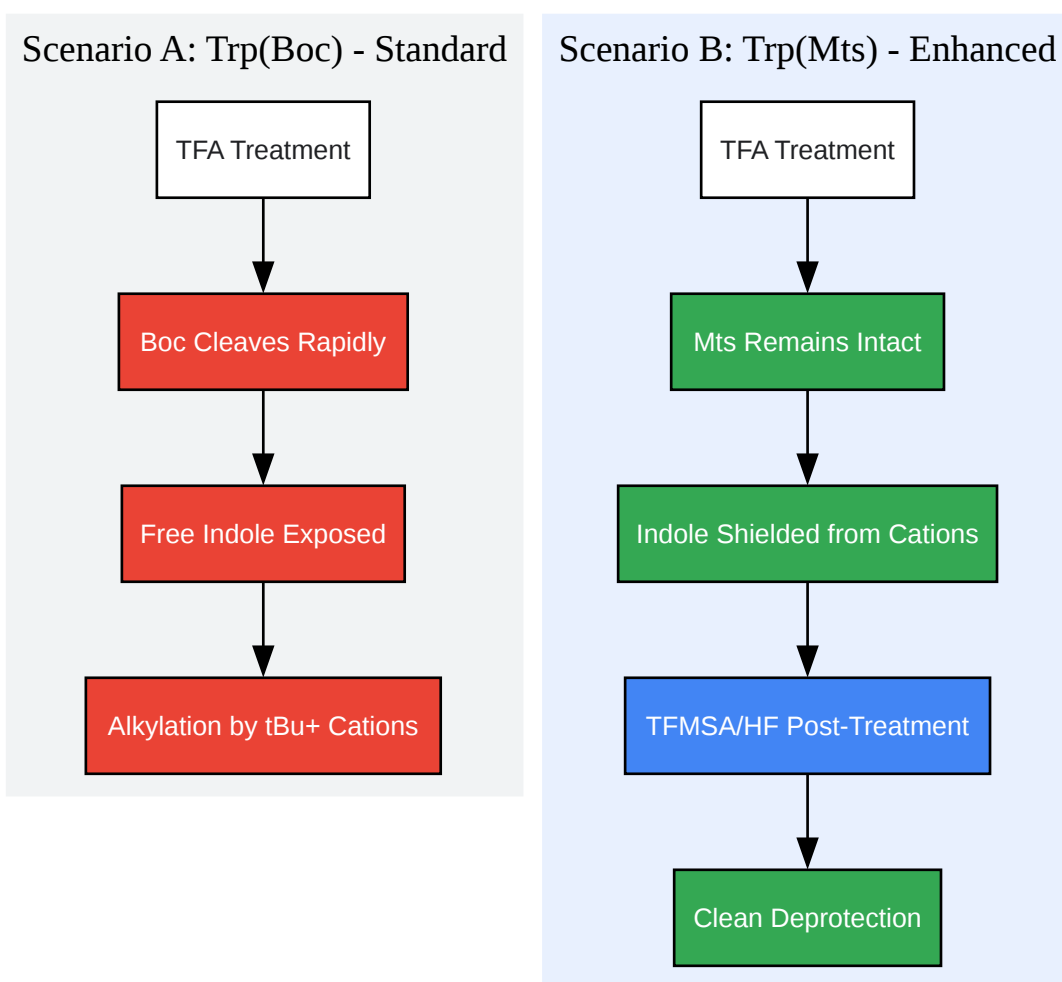 Scenario A: Trp(Boc) - Standard
TFA Treatment
Boc Cleaves Rapidly
Free Indole Exposed
Alkylation by tBu+ Cations
Scenario B: Trp(Mts) - Enhanced
TFA Treatment
Mts Remains Intact
Indole Shielded from Cations
TFMSA/HF Post-Treatment
Clean Deprotection